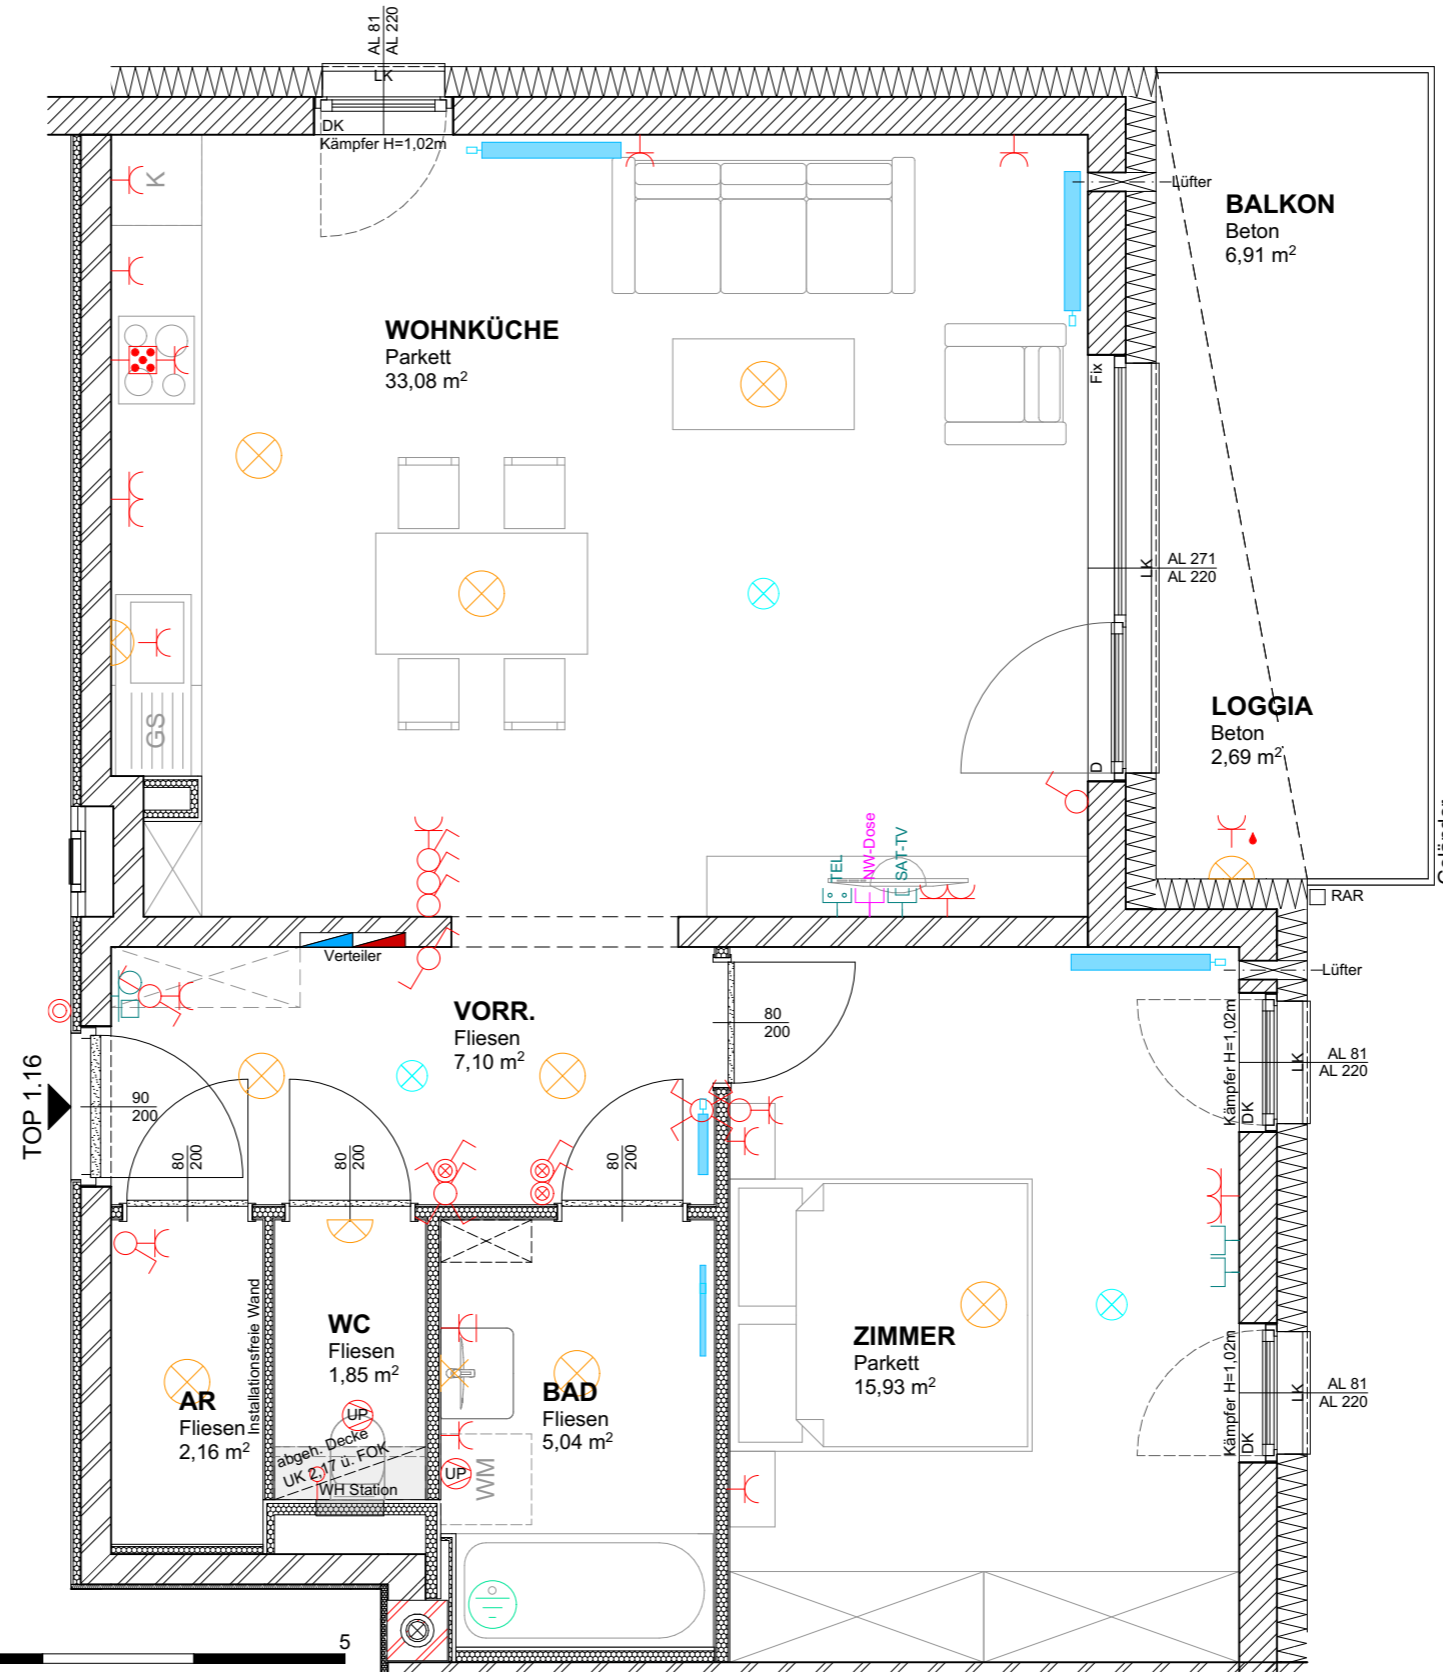 AL 81
AL 220
LK
DK
Kämpfer H=1,02m
K
Lüfter
BALKON
Beton
6,91 m²
WOHNKÜCHE
Parkett
33,08 m²
Fix
LK
AL 271
AL 220
GS
D
LOGGIA
Beton
2,69 m²
TEL
NW-Dose
SAT-TV
RAR
Verteiler
Lüfter
VORR.
Fliesen
7,10 m²
80
200
TOP 1.16
90
200
80
200
80
200
80
200
Kämpfer H=1,02m
DK
LK
AL 81
AL 220
Installationsfreie Wand
WC
Fliesen
1,85 m²
AR
Fliesen
2,16 m²
BAD
Fliesen
5,04 m²
ZIMMER
Parkett
15,93 m²
Kämpfer H=1,02m
DK
LK
AL 81
AL 220
UP
abgeh. Decke
UK 2,17 ü. FOK
WH Station
UP
WM
5